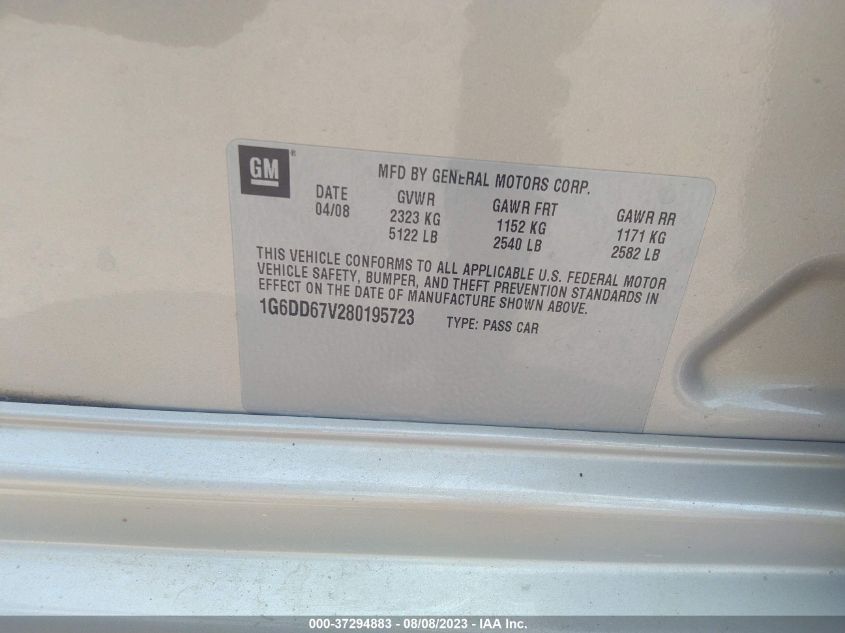 GM®
MFD BY GENERAL MOTORS CORP.
DATE GVWR GAWR FRT GAWR RR
04/08 2323 KG 1152 KG 1171 KG
5122 LB 2540 LB 2582 LB
THIS VEHICLE CONFORMS TO ALL APPLICABLE U.S. FEDERAL MOTOR
VEHICLE SAFETY, BUMPER, AND THEFT PREVENTION STANDARDS IN
EFFECT ON THE DATE OF MANUFACTURE SHOWN ABOVE.
1G6DD67V280195723 TYPE: PASS CAR
000-37294883 - 08/08/2023 - IAA Inc.